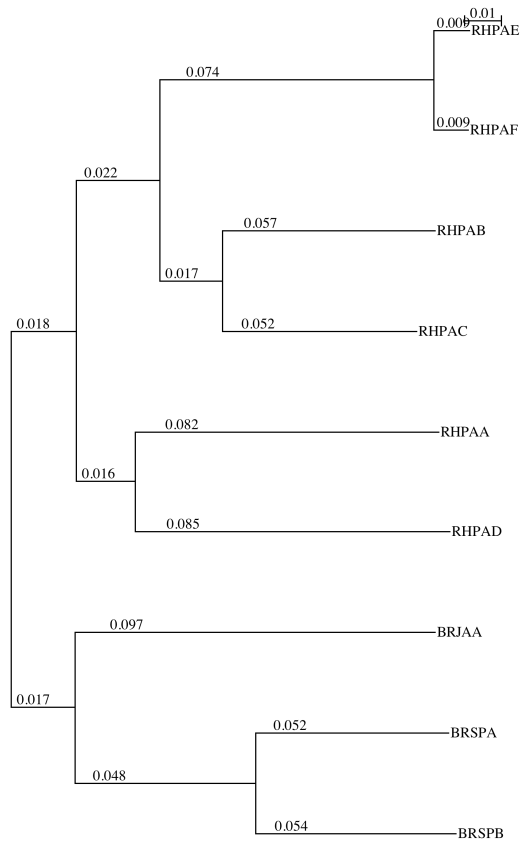 0.01
0.009
RHPAE
0.074
0.009
RHPAF
0.022
0.057
RHPAB
0.017
0.052
RHPAC
0.018
0.082
RHPAA
0.016
0.085
RHPAD
0.097
BRJAA
0.017
0.052
BRSPA
0.048
0.054
BRSPB